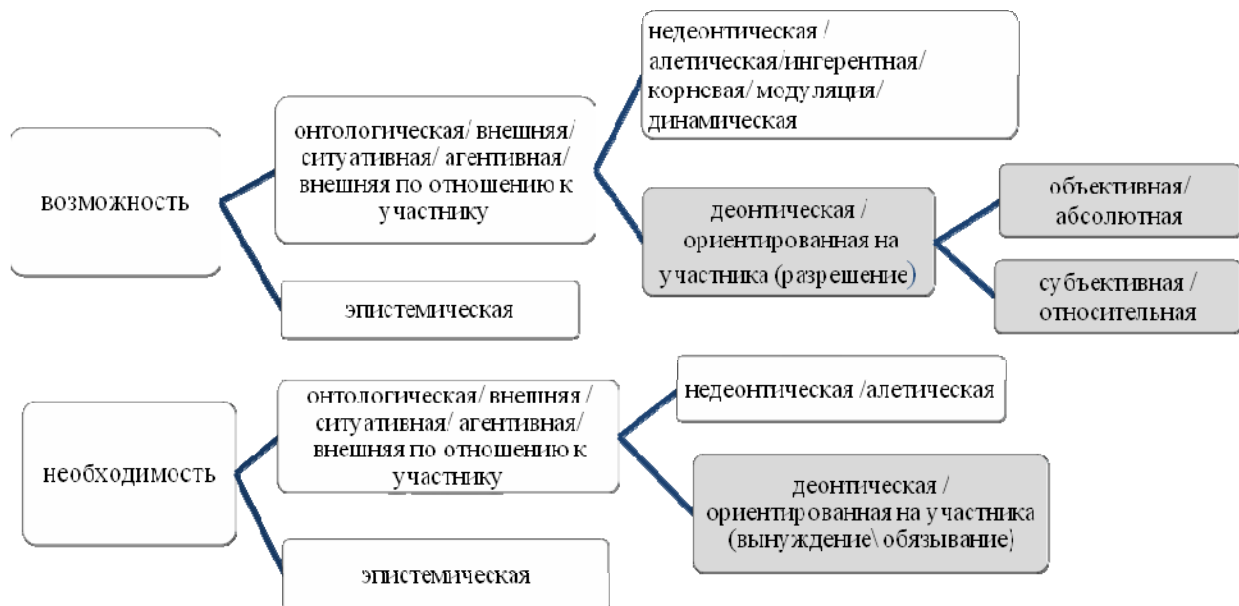 возможность
онтологическая/ внешняя/
ситуативная/ агентивная/
внешняя по отношению к
участнику
эпистемическая
недеонтическая /
алетическая/ингерентная/
корневая/ модуляция/
динамическая
деонтическая /
ориентированная на
участника (разрешение)
объективная/
абсолютная
субъективная /
относительная
необходимость
онтологическая/ внешняя /
ситуативная/ агентивная/
внешняя по отношению к
участнику
эпистемическая
недеонтическая /алетическая
деонтическая /
ориентированная на участника
(вынуждение\ обязывание)